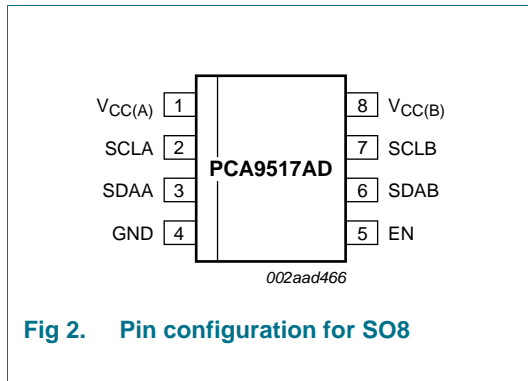 VCC(A) 1 8 VCC(B)
SCLA 2 7 SCLB
PCA9517AD
SDAA 3 6 SDAB
GND 4 5 EN
002aad466
Fig 2. Pin configuration for SO8